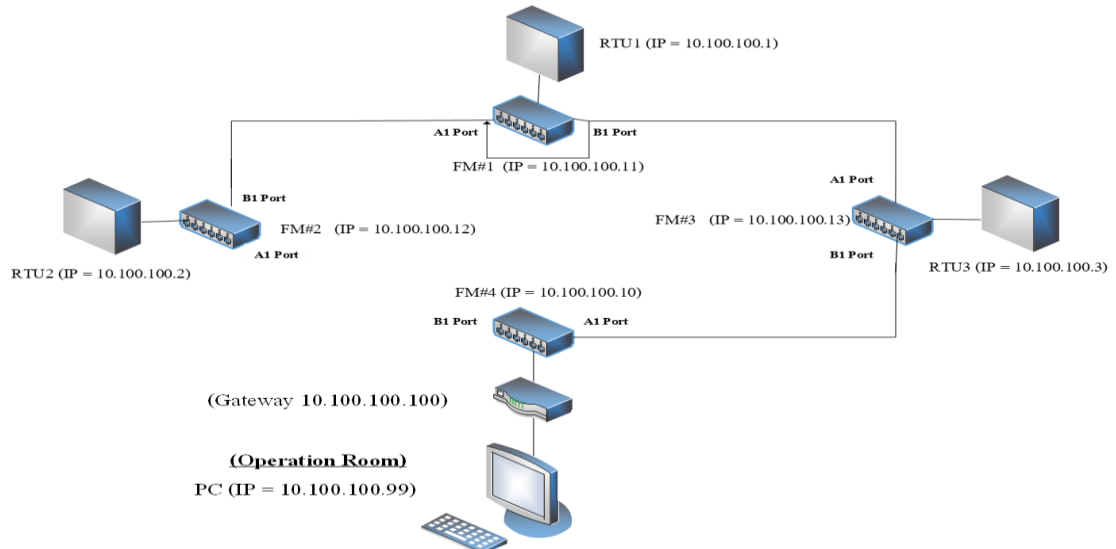 RTU1 (IP = 10.100.100.1)
A1 Port
B1 Port
FM#1 (IP = 10.100.100.11)
A1 Port
B1 Port
FM#2 (IP = 10.100.100.12)
FM#3 (IP = 10.100.100.13)
A1 Port
B1 Port
RTU2 (IP = 10.100.100.2)
RTU3 (IP = 10.100.100.3)
FM#4 (IP = 10.100.100.10)
B1 Port
A1 Port
(Gateway 10.100.100.100)
(Operation Room)
PC (IP = 10.100.100.99)